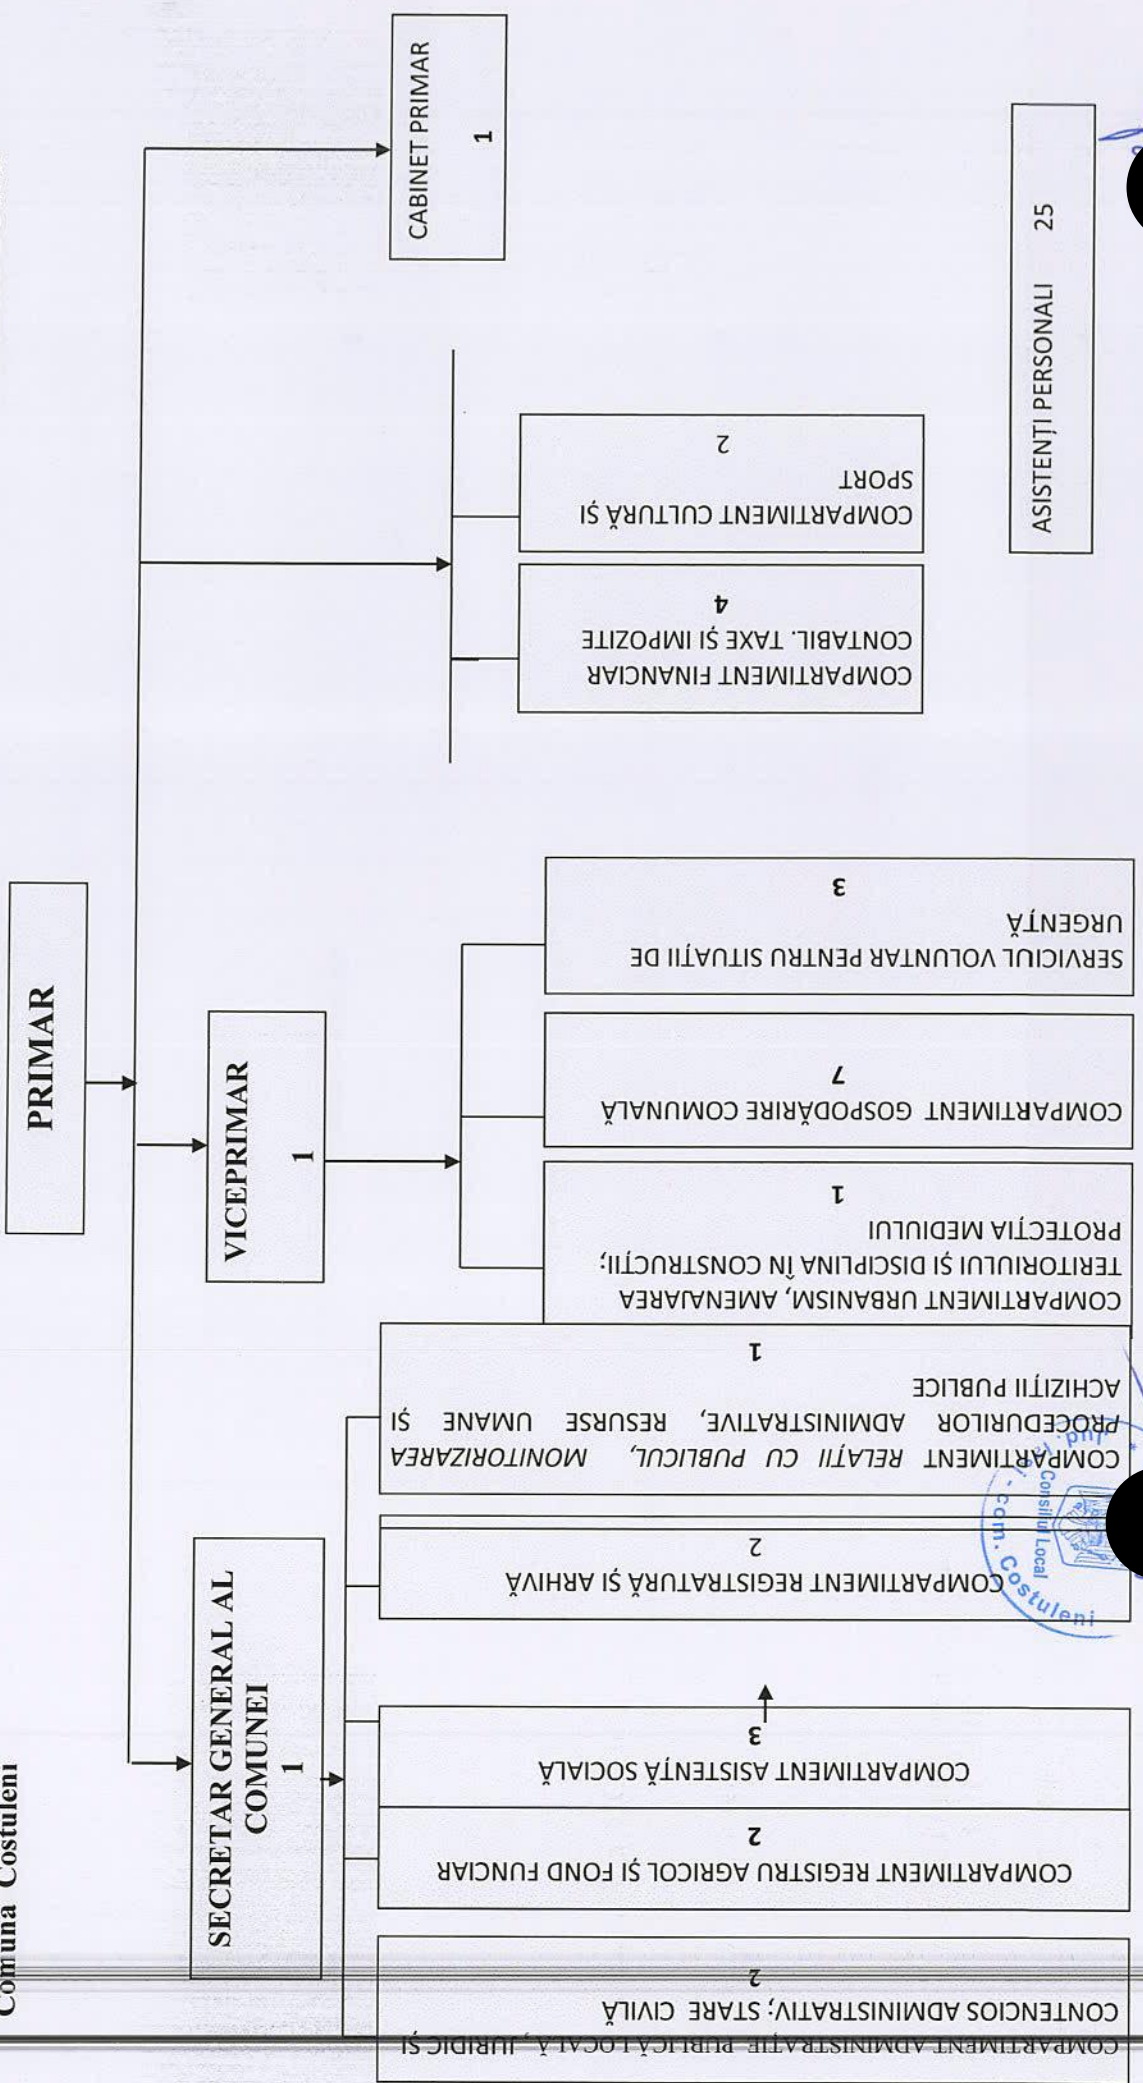 Comuna Costuleni
PRIMAR
SECRETAR GENERAL AL
COMUNEI
1
VICEPRIMAR
1
CABINET PRIMAR
1
COMPARTIMENT ADMINISTRAȚIE PUBLICĂ LOCALĂ, JURIDIC ȘI
CONTENCIOS ADMINISTRATIV; STARE CIVILĂ
2
COMPARTIMENT REGISTRU AGRICOL ȘI FOND FUNCIAR
2
COMPARTIMENT ASISTENȚĂ SOCIALĂ
3
COMPARTIMENT REGISTRATURĂ ȘI ARHIVĂ
2
COMPARTIMENT RELAȚII CU PUBLICUL, MONITORIZAREA
PROCEDURILOR ADMINISTRATIVE, RESURSE UMANE ȘI
ACHIZIȚII PUBLICE
1
COMPARTIMENT URBANISM, AMENAJAREA
TERITORIULUI ȘI DISCIPLINA ÎN CONSTRUCȚII;
PROTECȚIA MEDIULUI
1
COMPARTIMENT GOSPODĂRIRE COMUNALĂ
7
SERVICIUL VOLUNTAR PENTRU SITUAȚII DE
URGENȚĂ
3
COMPARTIMENT FINANCIAR
CONTABIL. TAXE ȘI IMPOZITE
4
COMPARTIMENT CULTURĂ ȘI
SPORT
2
ASISTENȚI PERSONALI 25
Jud. Iași - com. Costuleni
Consiliul Local